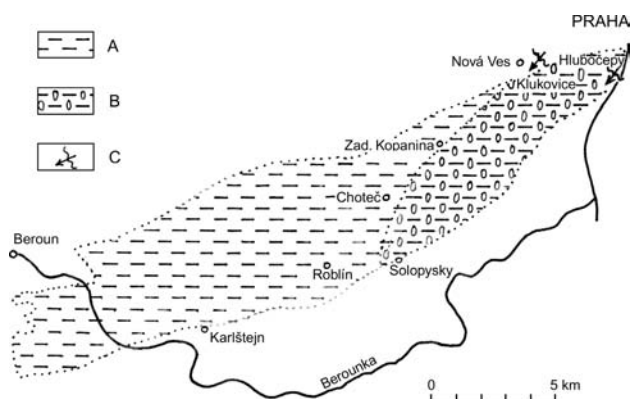 PRAHA
A
Nová Ves
Hlubočepy
Klukovice
B
Zad. Kopanina
C
Choteč
Beroun
Roblín
Solopysky
Karlštejn
Berounka
0 5 km